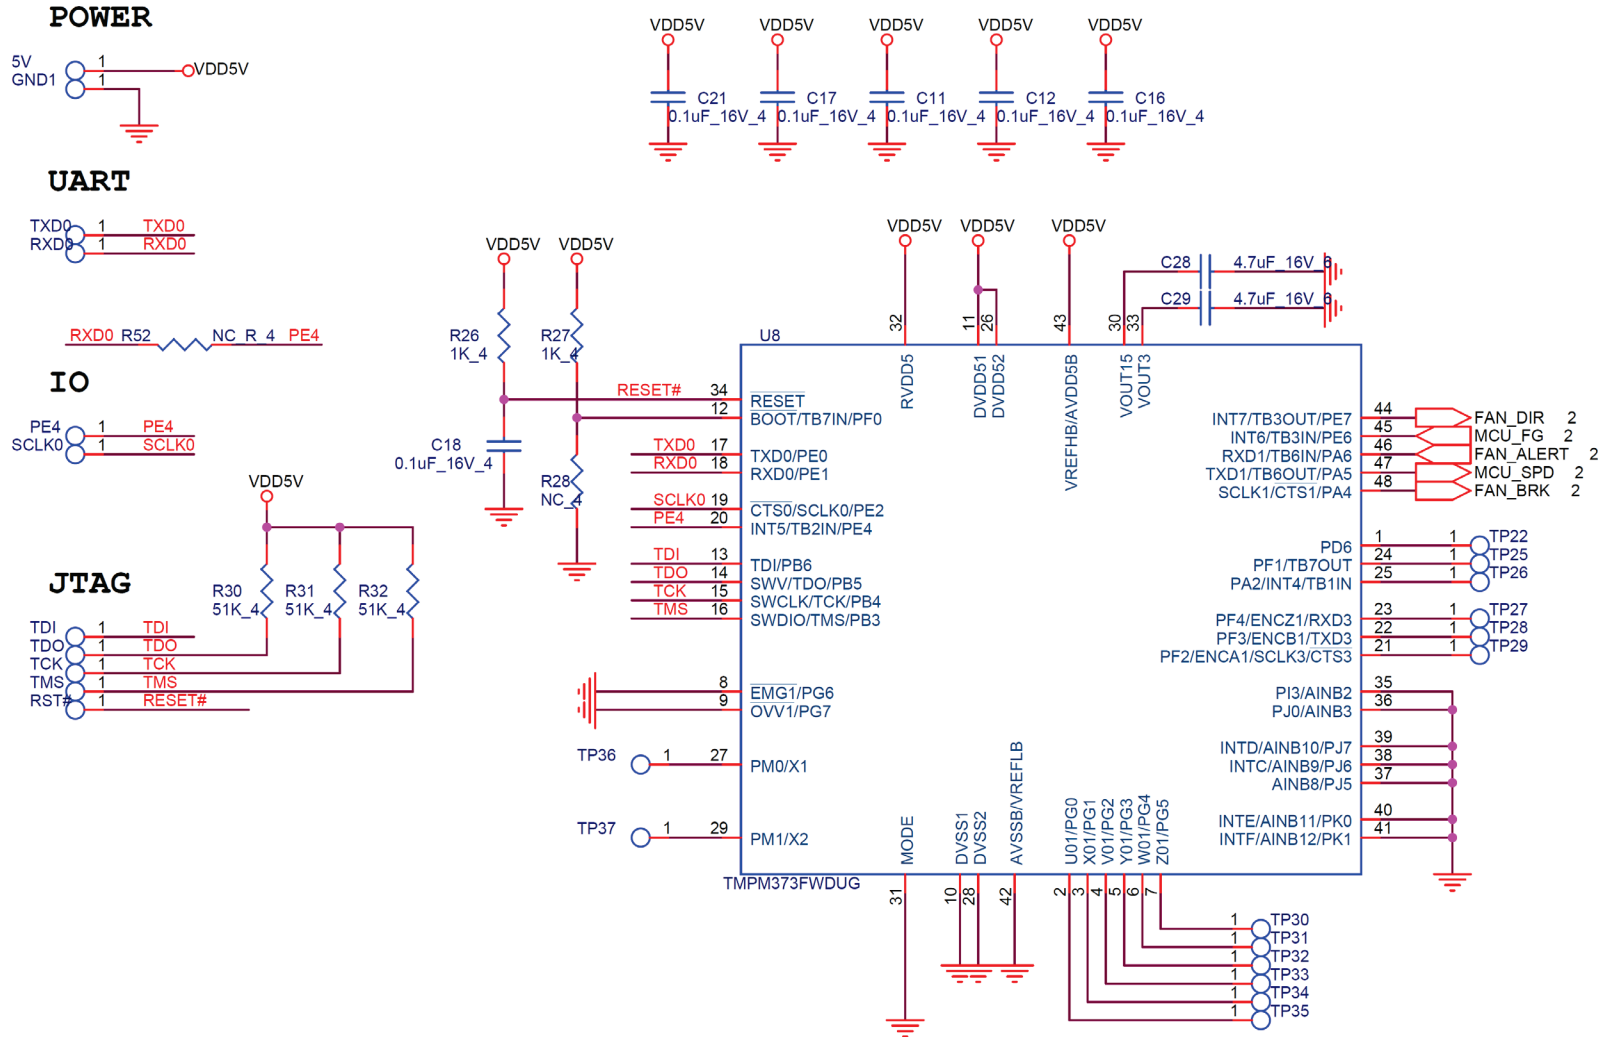 POWER
5V 1 VDD5V
GND1 1
VDD5V VDD5V VDD5V VDD5V VDD5V
C21 C17 C11 C12 C16
0.1uF_16V_4 0.1uF_16V_4 0.1uF_16V_4 0.1uF_16V_4 0.1uF_16V_4
UART
TXD0 1 TXD0
RXD0 1 RXD0
RXD0 R52 NC_R_4 PE4
IO
PE4 1 PE4
SCLK0 1 SCLK0
VDD5V
R30 R31 R32
51K_4 51K_4 51K_4
JTAG
TDI 1 TDI
TDO 1 TDO
TCK 1 TCK
TMS 1 TMS
RST# 1 RESET#
VDD5V VDD5V
R26 R27
1K_4 1K_4
C18
0.1uF_16V_4
R28
NC_4
VDD5V VDD5V VDD5V
C28 4.7uF_16V_6
C29 4.7uF_16V_6
32 11 26 43 30 33
U8
RVDD5 DVDD51 DVDD52 VREFHB/AVDD5B VOUT15 VOUT3
RESET# 34 RESET
12 BOOT/TB7IN/PF0
TXD0 17 TXD0/PE0
RXD0 18 RXD0/PE1
SCLK0 19 CTS0/SCLK0/PE2
PE4 20 INT5/TB2IN/PE4
TDI 13 TDI/PB6
TDO 14 SWV/TDO/PB5
TCK 15 SWCLK/TCK/PB4
TMS 16 SWDIO/TMS/PB3
8 EMG1/PG6
9 OVV1/PG7
TP36 1 27 PM0/X1
TP37 1 29 PM1/X2
INT7/TB3OUT/PE7 44 FAN_DIR 2
INT6/TB3IN/PE6 45 MCU_FG 2
RXD1/TB6IN/PA6 46 FAN_ALERT 2
TXD1/TB6OUT/PA5 47 MCU_SPD 2
SCLK1/CTS1/PA4 48 FAN_BRK 2
PD6 1 1 TP22
PF1/TB7OUT 24 1 TP25
PA2/INT4/TB1IN 25 1 TP26
PF4/ENCZ1/RXD3 23 1 TP27
PF3/ENCB1/TXD3 22 1 TP28
PF2/ENCA1/SCLK3/CTS3 21 1 TP29
PI3/AINB2 35
PJ0/AINB3 36
INTD/AINB10/PJ7 39
INTC/AINB9/PJ6 38
AINB8/PJ5 37
INTE/AINB11/PK0 40
INTF/AINB12/PK1 41
MODE DVSS1 DVSS2 AVSSB/VREFLB U01/PG0 X01/PG1 V01/PG2 Y01/PG3 W01/PG4 Z01/PG5
TMPM373FWDUG
31 10 28 42 2 3 4 5 6 7
1 TP30
1 TP31
1 TP32
1 TP33
1 TP34
1 TP35